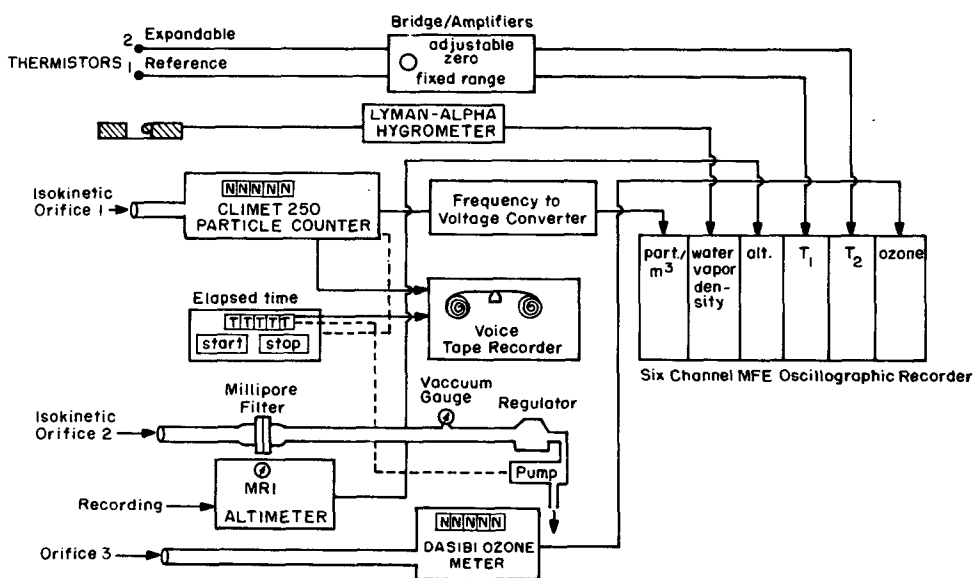 Bridge/Amplifiers
2 Expandable
adjustable
zero
THERMISTORS
1 Reference
fixed range
LYMAN-ALPHA
HYGROMETER
Isokinetic
Orifice 1
NNNNN
CLIMET 250
PARTICLE COUNTER
Frequency to
Voltage Converter
part./
m3
water
vapor
den-
sity
alt.
T1
T2
ozone
Six Channel MFE Oscillographic Recorder
Elapsed time
TTTTT
start
stop
Voice
Tape Recorder
Millipore
Filter
Vaccuum
Gauge
Regulator
Isokinetic
Orifice 2
Pump
Recording
MRI
ALTIMETER
NNNNN
Orifice 3
DASIBI OZONE
METER